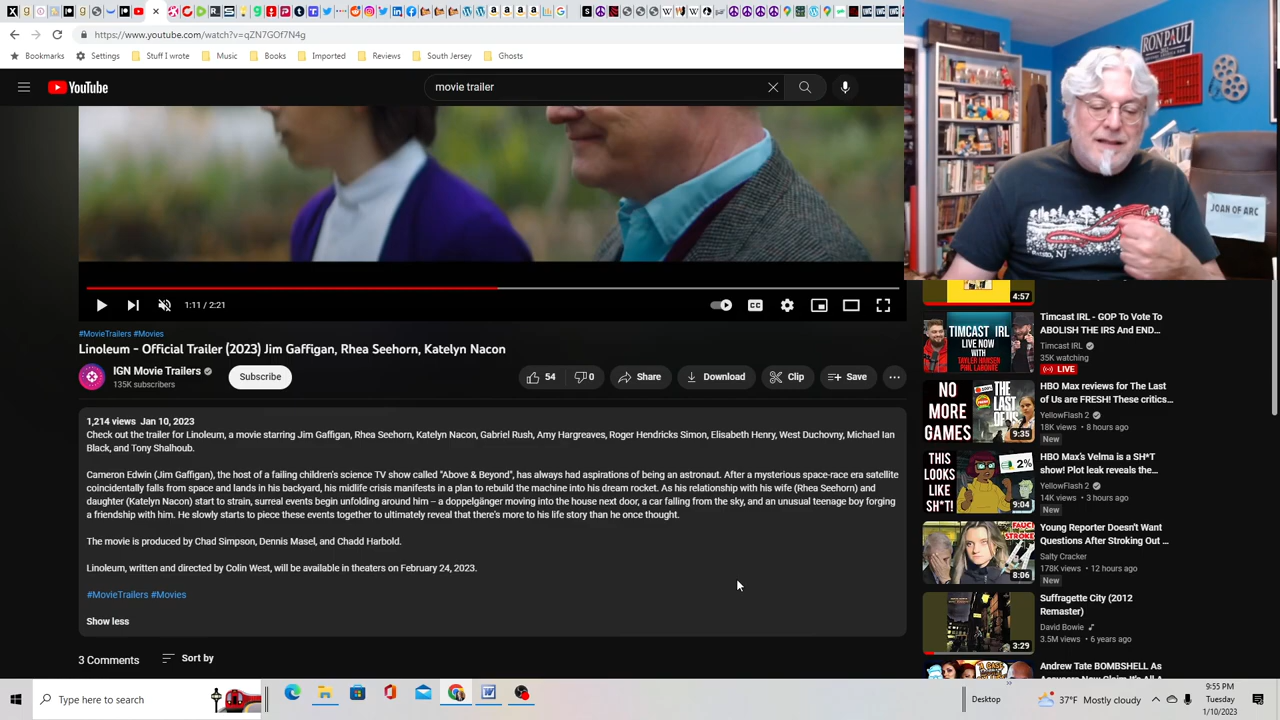 https://www.youtube.com/watch?v=qZN7GOf7N4g
Bookmarks Settings Stuff I wrote Music Books Imported Reviews South Jersey Ghosts
YouTube
movie trailer
RON PAUL
JOAN OF ARC
1:11 / 2:21
#MovieTrailers #Movies
Linoleum - Official Trailer (2023) Jim Gaffigan, Rhea Seehorn, Katelyn Nacon
IGN Movie Trailers
135K subscribers
Subscribe
54 0 Share Download Clip Save
1,214 views Jan 10, 2023
Check out the trailer for Linoleum, a movie starring Jim Gaffigan, Rhea Seehorn, Katelyn Nacon, Gabriel Rush, Amy Hargreaves, Roger Hendricks Simon, Elisabeth Henry, West Duchovny, Michael Ian
Black, and Tony Shalhoub.
Cameron Edwin (Jim Gaffigan), the host of a failing children's science TV show called "Above & Beyond", has always had aspirations of being an astronaut. After a mysterious space-race era satellite
coincidentally falls from space and lands in his backyard, his midlife crisis manifests in a plan to rebuild the machine into his dream rocket. As his relationship with his wife (Rhea Seehorn) and
daughter (Katelyn Nacon) start to strain, surreal events begin unfolding around him – a doppelgänger moving into the house next door, a car falling from the sky, and an unusual teenage boy forging
a friendship with him. He slowly starts to piece these events together to ultimately reveal that there's more to his life story than he once thought.
The movie is produced by Chad Simpson, Dennis Masel, and Chadd Harbold.
Linoleum, written and directed by Colin West, will be available in theaters on February 24, 2023.
#MovieTrailers #Movies
Show less
3 Comments Sort by
4:57
TIMCAST IRL
LIVE NOW
WITH
TAYLER HANSEN
PHIL LABONTE
Timcast IRL - GOP To Vote To
ABOLISH THE IRS And END...
Timcast IRL
35K watching
LIVE
NO
MORE
GAMES
THE LAST OF US
9:35
HBO Max reviews for The Last
of Us are FRESH! These critics...
YellowFlash 2
18K views • 8 hours ago
New
THIS
LOOKS
LIKE
SH*T!
2%
9:04
HBO Max's Velma is a SH*T
show! Plot leak reveals the...
YellowFlash 2
14K views • 3 hours ago
New
FAUCI
STROKE
8:06
Young Reporter Doesn't Want
Questions After Stroking Out ...
Salty Cracker
178K views • 12 hours ago
New
3:29
Suffragette City (2012
Remaster)
David Bowie
3.5M views • 6 years ago
Andrew Tate BOMBSHELL As
Type here to search
Desktop
37°F Mostly cloudy
9:55 PM
Tuesday
1/10/2023